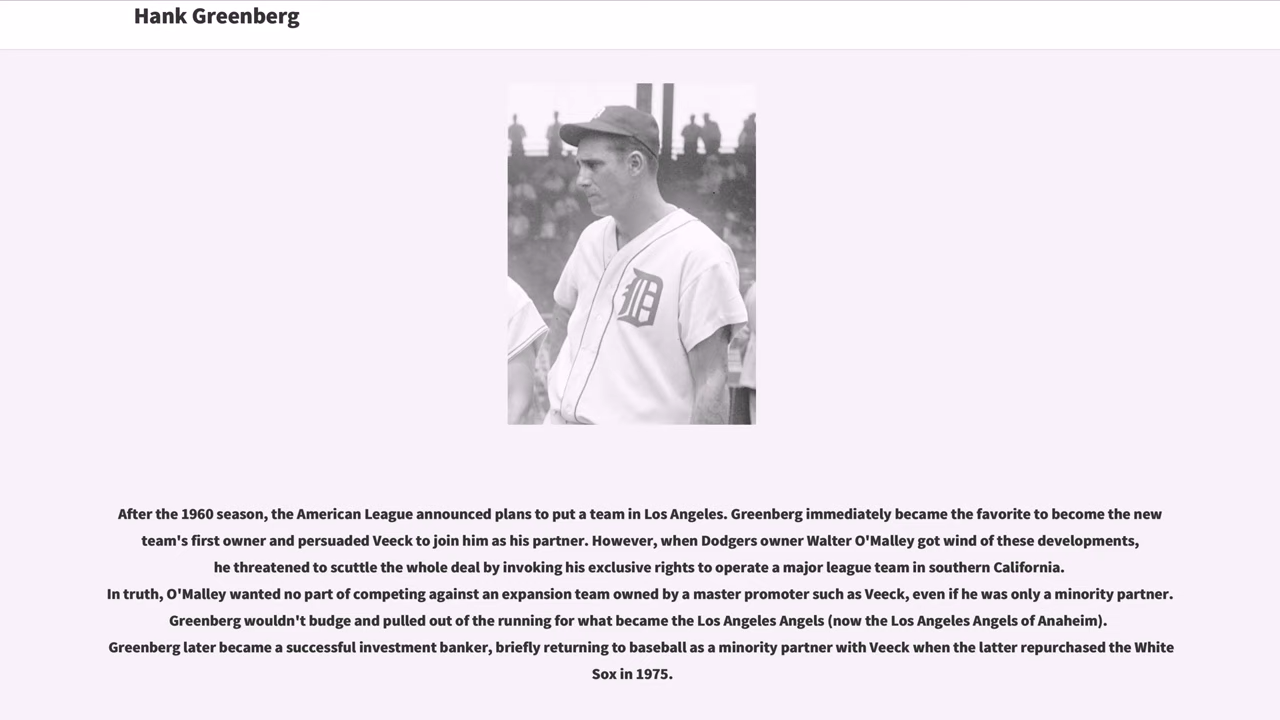 Hank Greenberg
D
After the 1960 season, the American League announced plans to put a team in Los Angeles. Greenberg immediately became the favorite to become the new
team's first owner and persuaded Veeck to join him as his partner. However, when Dodgers owner Walter O'Malley got wind of these developments,
he threatened to scuttle the whole deal by invoking his exclusive rights to operate a major league team in southern California.
In truth, O'Malley wanted no part of competing against an expansion team owned by a master promoter such as Veeck, even if he was only a minority partner.
Greenberg wouldn't budge and pulled out of the running for what became the Los Angeles Angels (now the Los Angeles Angels of Anaheim).
Greenberg later became a successful investment banker, briefly returning to baseball as a minority partner with Veeck when the latter repurchased the White
Sox in 1975.